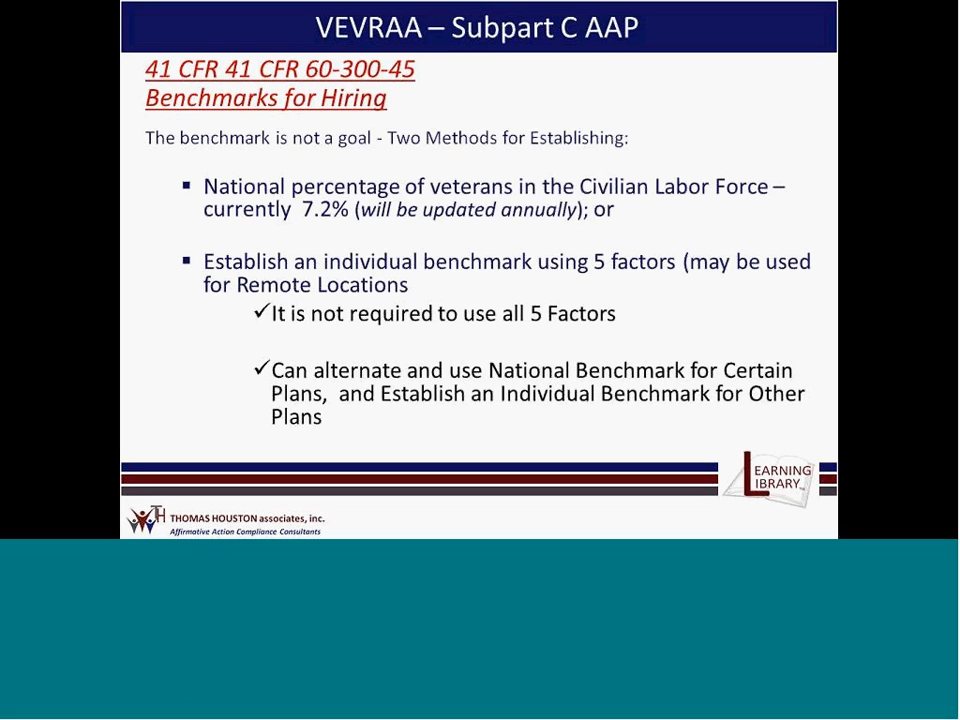 VEVRAA – Subpart C AAP
41 CFR 41 CFR 60-300-45
Benchmarks for Hiring
The benchmark is not a goal - Two Methods for Establishing:
▪ National percentage of veterans in the Civilian Labor Force –
currently 7.2% (will be updated annually); or
▪ Establish an individual benchmark using 5 factors (may be used
for Remote Locations
✓It is not required to use all 5 Factors
✓Can alternate and use National Benchmark for Certain
Plans, and Establish an Individual Benchmark for Other
Plans
LEARNING
LIBRARY
TH THOMAS HOUSTON associates, inc.
Affirmative Action Compliance Consultants